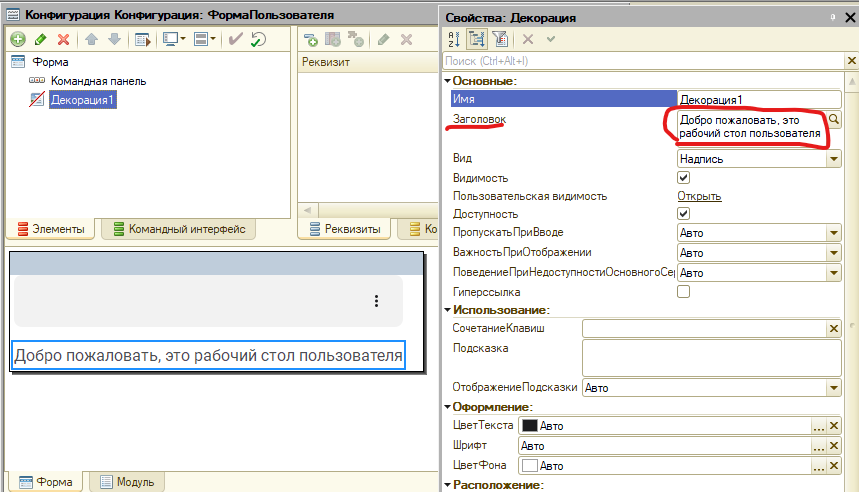 Конфигурация Конфигурация: ФормаПользователя
Форма
Командная панель
Декорация1
Элементы
Командный интерфейс
Реквизит
Реквизиты
Ко
Добро пожаловать, это рабочий стол пользователя
Форма
Модуль
Свойства: Декорация
Поиск (Ctrl+Alt+I)
Основные:
Имя Декорация1
Заголовок Добро пожаловать, это
рабочий стол пользователя
Вид Надпись
Видимость
Пользовательская видимость Открыть
Доступность
ПропускатьПриВводе Авто
ВажностьПриОтображении Авто
ПоведениеПриНедоступностиОсновногоСер Авто
Гиперссылка
Использование:
СочетаниеКлавиш
Подсказка
ОтображениеПодсказки Авто
Оформление:
ЦветТекста Авто
Шрифт Авто
ЦветФона Авто
Расположение: